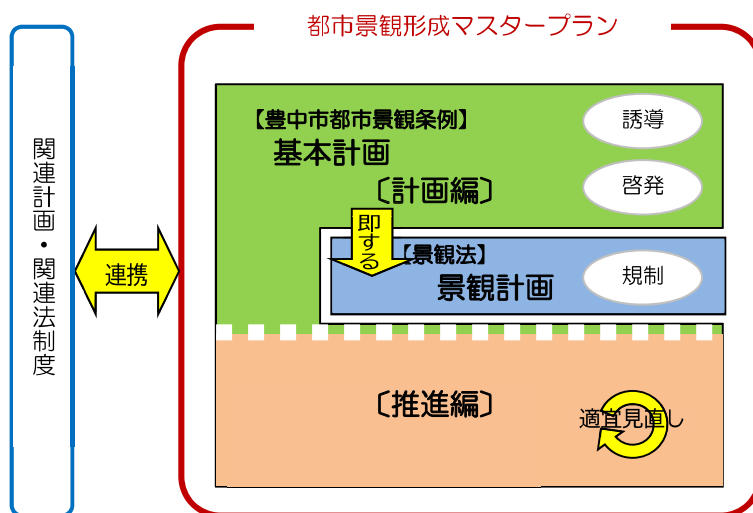 都市景観形成マスタープラン
関連計画・関連法制度
連携
【豊中市都市景観条例】
基本計画
〔計画編〕
誘導
啓発
即する
【景観法】
景観計画
規制
〔推進編〕
適宜見直し